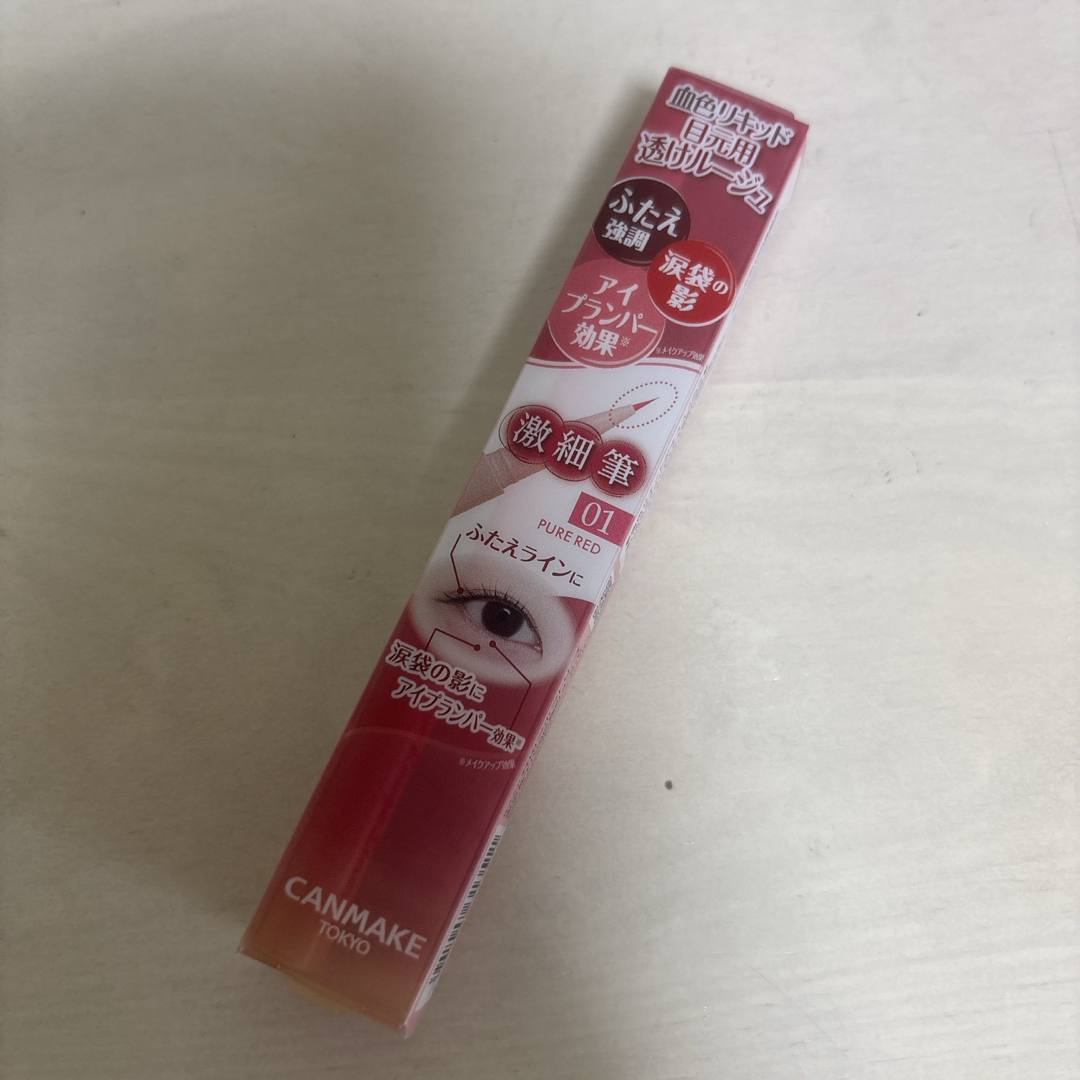 血色リキッド
目元用
透けルージュ
ふたえ
強調
涙袋の
影
アイ
プランパー
効果※
※メイクアップ効果
激細筆
01
PURE RED
ふたえラインに
涙袋の影に
アイプランパー効果※
※メイクアップ効果
CANMAKE
TOKYO